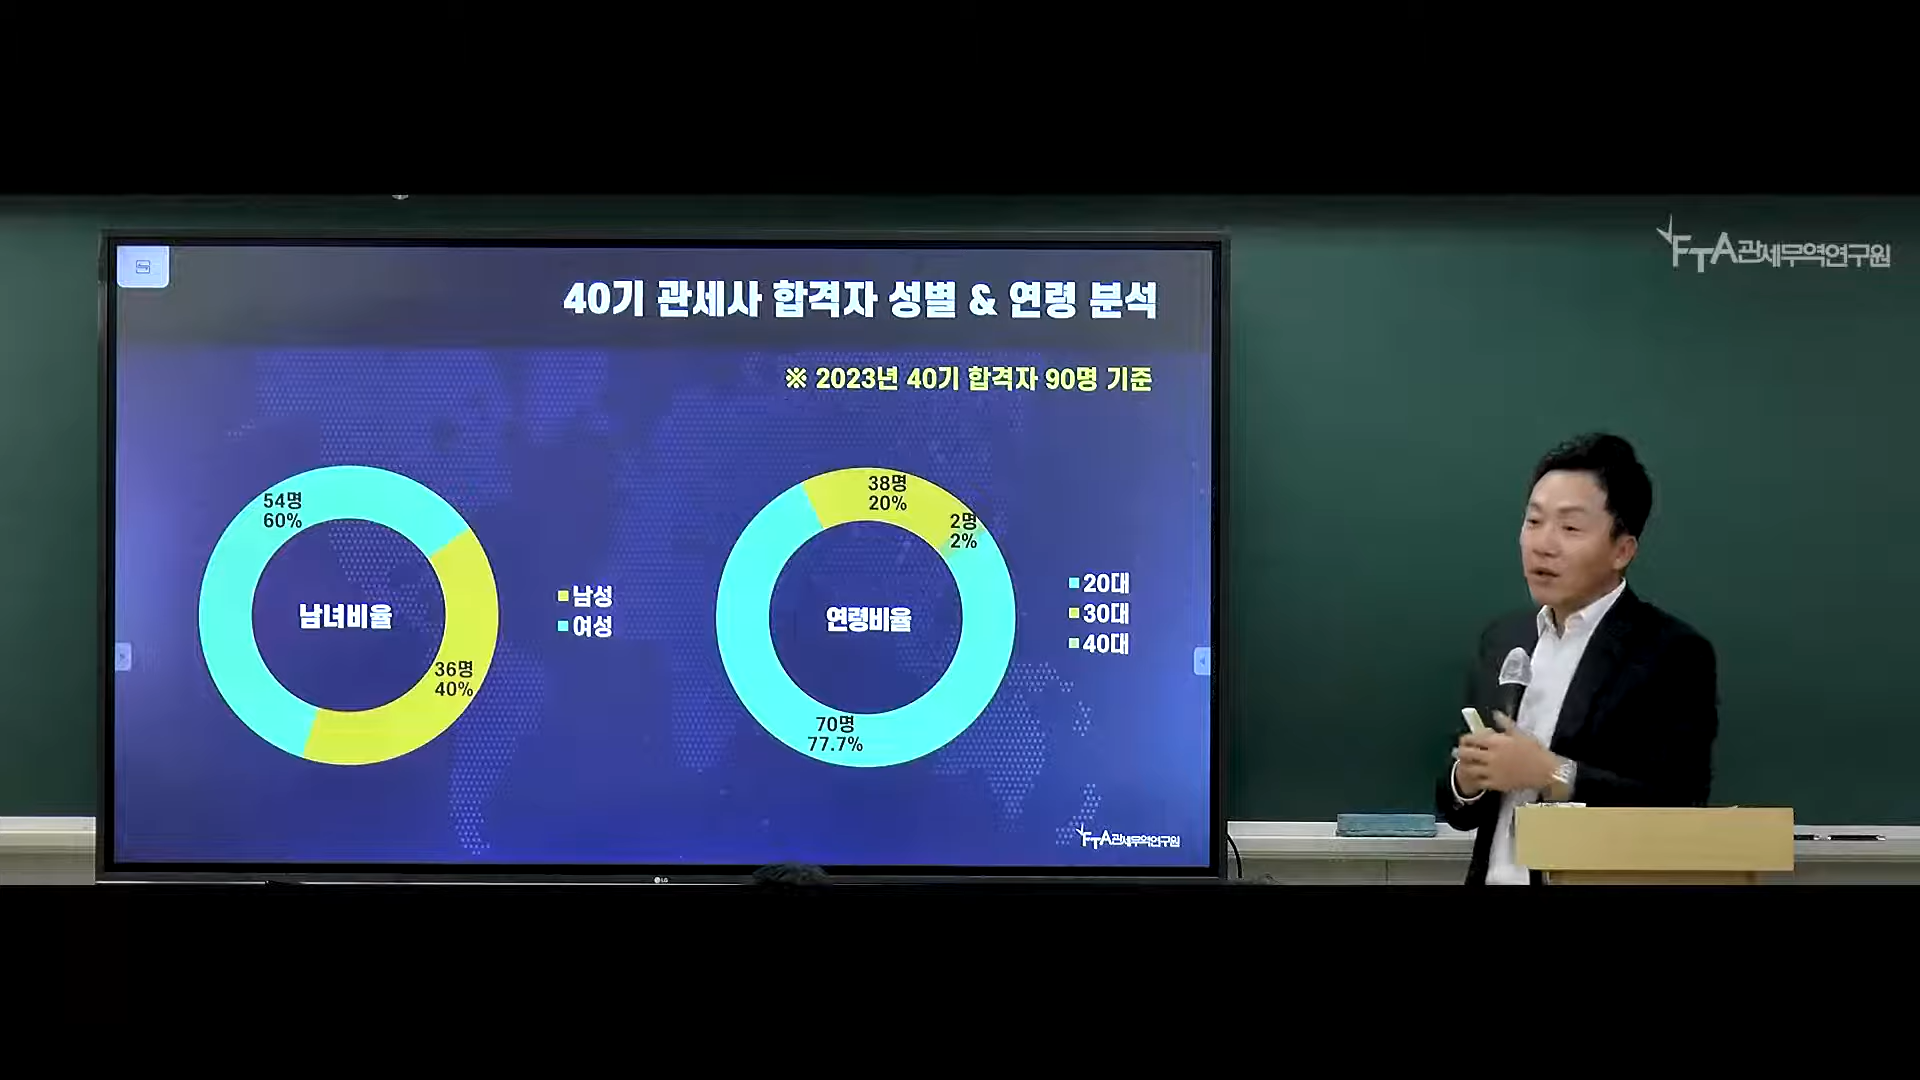 FTA관세무역연구원
40기 관세사 합격자 성별 & 연령 분석
※ 2023년 40기 합격자 90명 기준
54명
60%
36명
40%
남녀비율
남성
여성
38명
20%
2명
2%
70명
77.7%
연령비율
20대
30대
40대
FTA관세무역연구원
LG